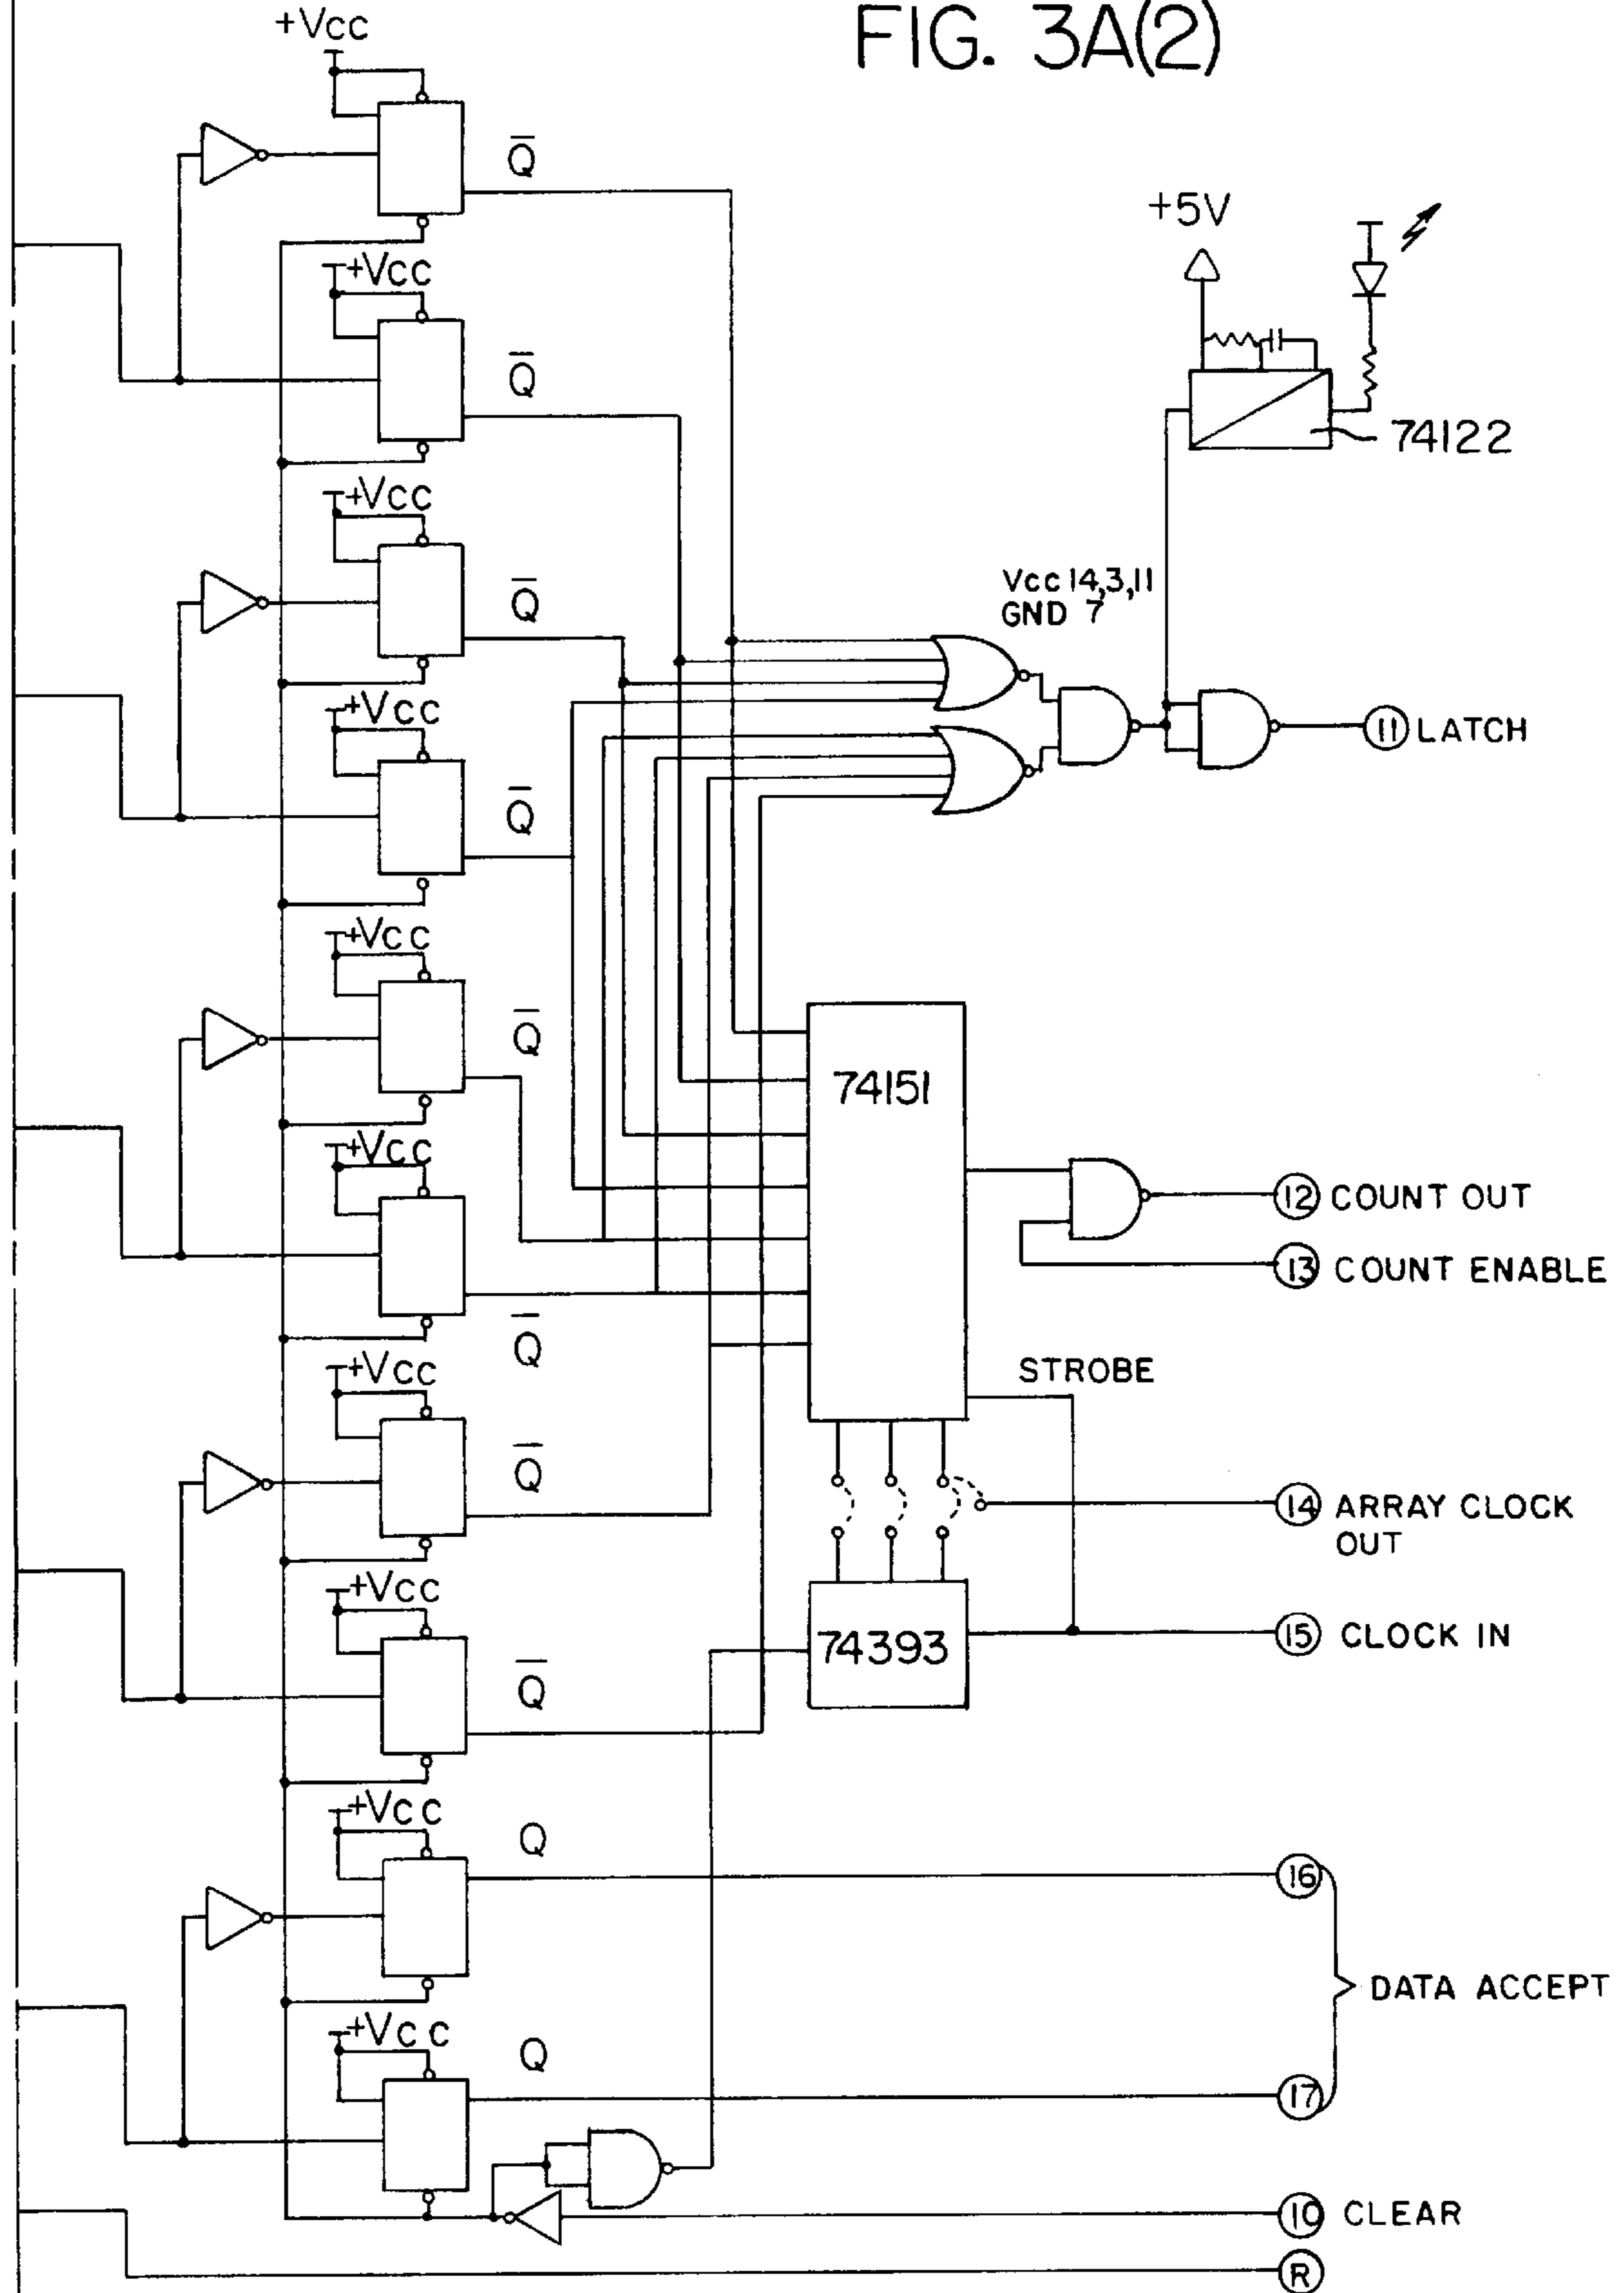 FIG. 3A(2)
+Vcc
Q̅
+5V
+Vcc
Q̅
74122
+Vcc
Vcc 14,3,11
GND 7
Q̅
+Vcc
⑪ LATCH
Q̅
+Vcc
Q̅
74151
+Vcc
⑫ COUNT OUT
⑬ COUNT ENABLE
Q̅
+Vcc
STROBE
Q̅
⑭ ARRAY CLOCK
OUT
+Vcc
74393
⑮ CLOCK IN
Q̅
+Vcc
Q
⑯
DATA ACCEPT
+Vcc
Q
⑰
⑩ CLEAR
Ⓡ